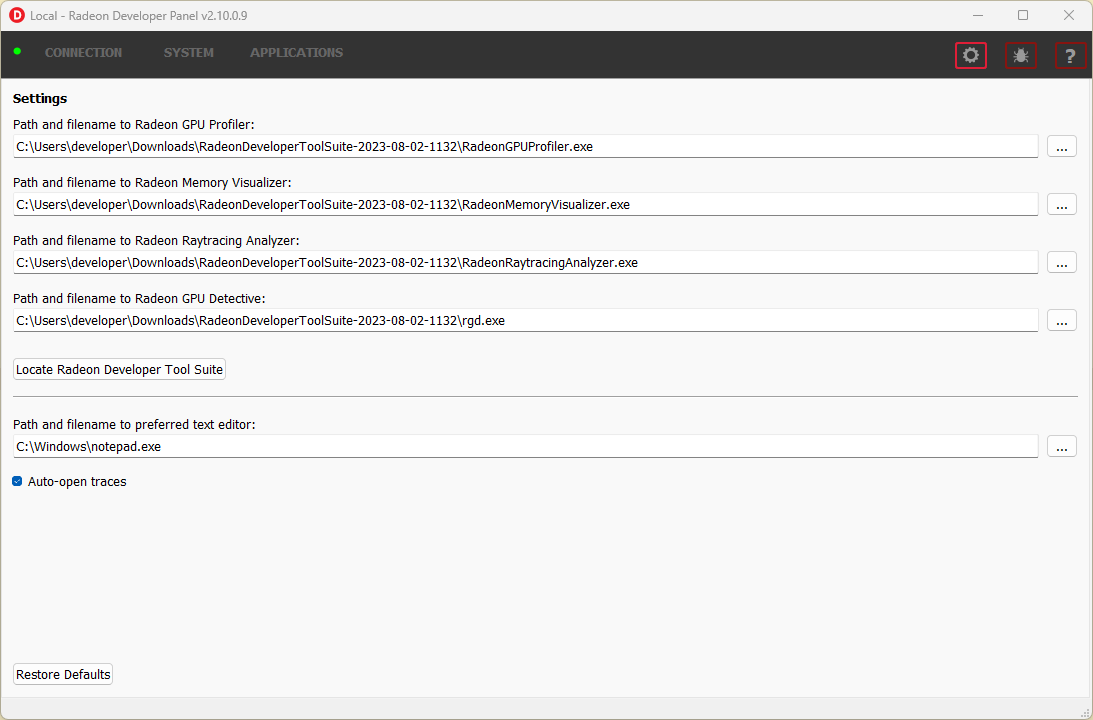 Local - Radeon Developer Panel v2.10.0.9
CONNECTION SYSTEM APPLICATIONS ?
Settings
Path and filename to Radeon GPU Profiler:
C:\Users\developer\Downloads\RadeonDeveloperToolSuite-2023-08-02-1132\RadeonGPUProfiler.exe ...
Path and filename to Radeon Memory Visualizer:
C:\Users\developer\Downloads\RadeonDeveloperToolSuite-2023-08-02-1132\RadeonMemoryVisualizer.exe ...
Path and filename to Radeon Raytracing Analyzer:
C:\Users\developer\Downloads\RadeonDeveloperToolSuite-2023-08-02-1132\RadeonRaytracingAnalyzer.exe ...
Path and filename to Radeon GPU Detective:
C:\Users\developer\Downloads\RadeonDeveloperToolSuite-2023-08-02-1132\rgd.exe ...
Locate Radeon Developer Tool Suite
Path and filename to preferred text editor:
C:\Windows\notepad.exe ...
Auto-open traces
Restore Defaults